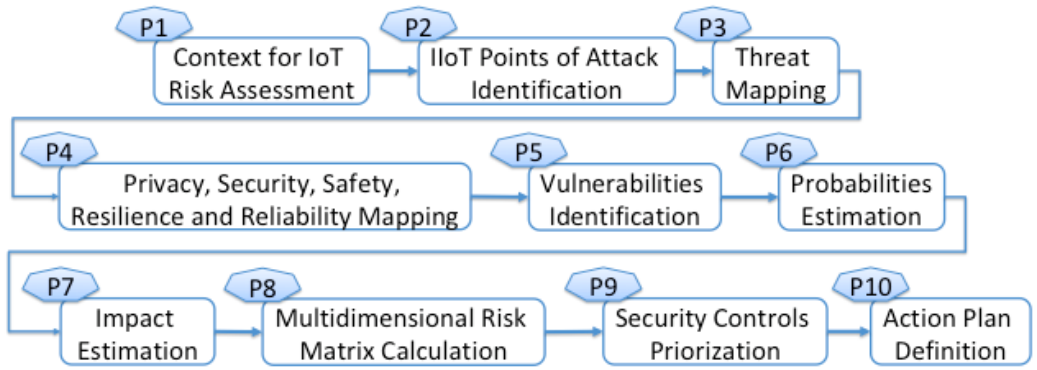 P1
Context for IoT
Risk Assessment
P2
IIoT Points of Attack
Identification
P3
Threat
Mapping
P4
Privacy, Security, Safety,
Resilience and Reliability Mapping
P5
Vulnerabilities
Identification
P6
Probabilities
Estimation
P7
Impact
Estimation
P8
Multidimensional Risk
Matrix Calculation
P9
Security Controls
Priorization
P10
Action Plan
Definition